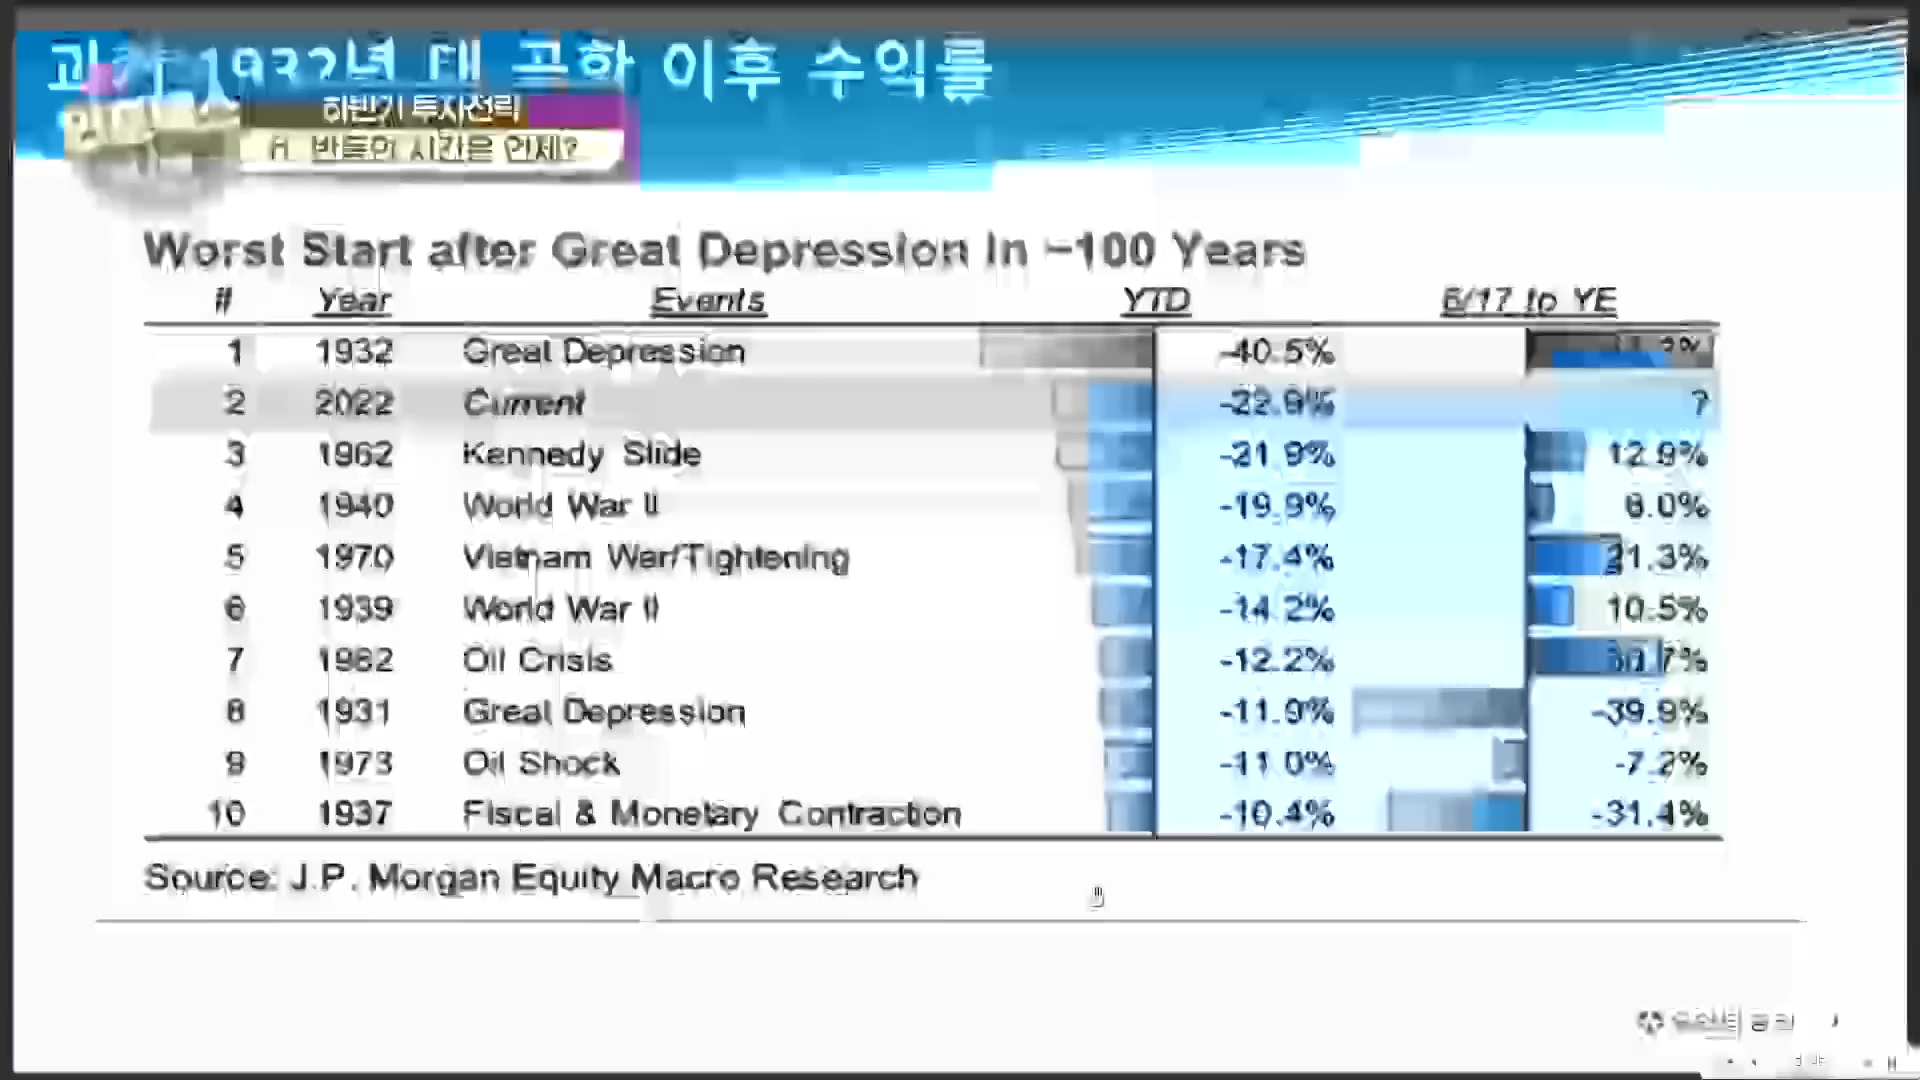 과거 1932년 대 공황 이후 수익률
하반기 투자전략
반등의 시간은 언제?
Worst Start after Great Depression In ~100 Years
# Year Events YTD 6/17 to YE
1 1932 Great Depression -40.5%
2 2022 Current -22.9% ?
3 1962 Kennedy Slide -21.9% 12.9%
4 1940 World War II -19.9% 6.0%
5 1970 Vietnam War/Tightening -17.4% 21.3%
6 1939 World War II -14.2% 10.5%
7 1982 Oil Crisis -12.2%
8 1931 Great Depression -11.9% -39.9%
9 1973 Oil Shock -11.0% -7.2%
10 1937 Fiscal & Monetary Contraction -10.4% -31.4%
Source: J.P. Morgan Equity Macro Research